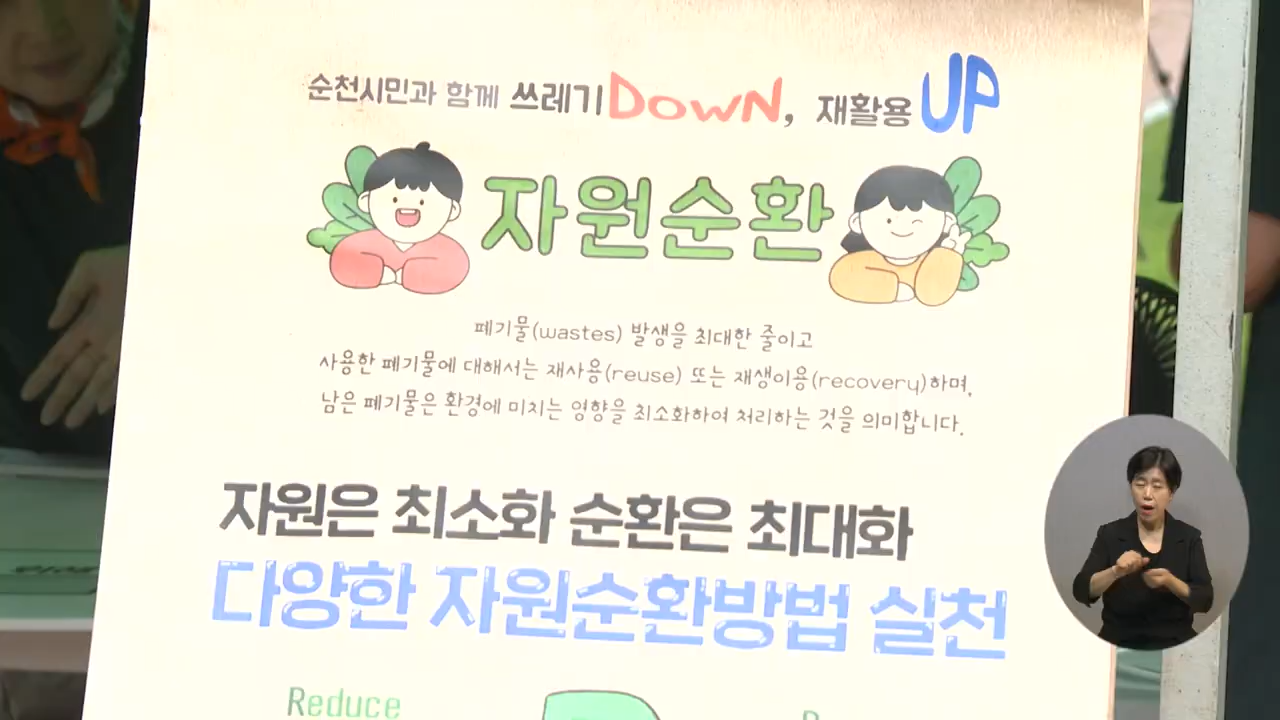 순천시민과 함께 쓰레기 DOWN, 재활용 UP
자원순환
폐기물(wastes) 발생을 최대한 줄이고
사용한 폐기물에 대해서는 재사용(reuse) 또는 재생이용(recovery)하며,
남은 폐기물은 환경에 미치는 영향을 최소화하여 처리하는 것을 의미합니다.
자원은 최소화 순환은 최대화
다양한 자원순환방법 실천
Reduce